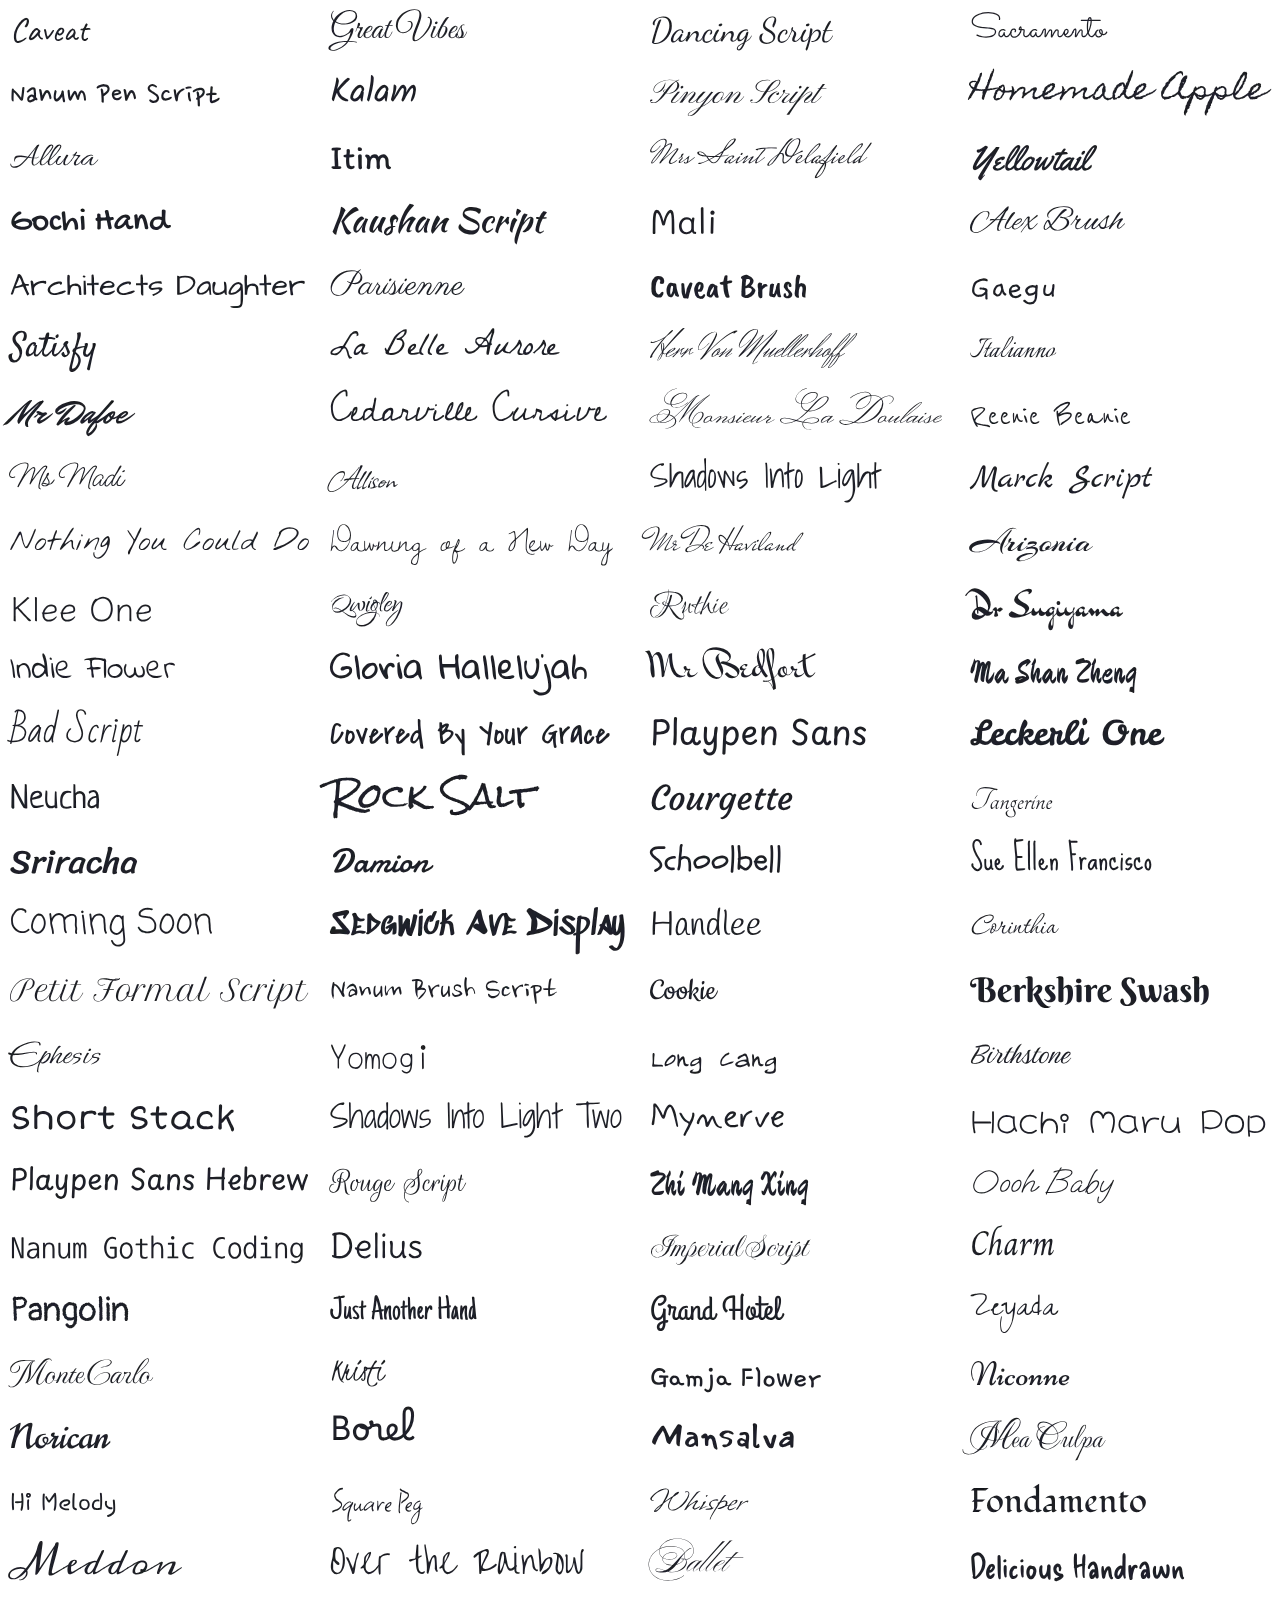 Caveat Great Vibes Dancing Script Sacramento
Nanum Pen Script Kalam Pinyon Script Homemade Apple
Allura Itim Mrs Saint Delafield Yellowtail
Gochi Hand Kaushan Script Mali Alex Brush
Architects Daughter Parisienne Caveat Brush Gaegu
Satisfy La Belle Aurore Herr Von Muellerhoff Italianno
Mr Dafoe Cedarville Cursive Monsieur La Doulaise Reenie Beanie
Ms Madi Allison Shadows Into Light Marck Script
Nothing You Could Do Dawning of a New Day Mr De Haviland Arizonia
Klee One Qwigley Ruthie Dr Sugiyama
Indie Flower Gloria Hallelujah Mr Bedfort Ma Shan Zheng
Bad Script Covered By Your Grace Playpen Sans Leckerli One
Neucha Rock Salt Courgette Tangerine
Sriracha Damion Schoolbell Sue Ellen Francisco
Coming Soon Sedgwick Ave Display Handlee Corinthia
Petit Formal Script Nanum Brush Script Cookie Berkshire Swash
Ephesis Yomogi Long Cang Birthstone
Short Stack Shadows Into Light Two Mynerve Hachi Maru Pop
Playpen Sans Hebrew Rouge Script Zhi Mang Xing Oooh Baby
Nanum Gothic Coding Delius Imperial Script Charm
Pangolin Just Another Hand Grand Hotel Zeyada
MonteCarlo Kristi Gamja Flower Niconne
Norican Borel Mansalva Mea Culpa
Hi Melody Square Peg Whisper Fondamento
Meddon Over the Rainbow Ballet Delicious Handrawn